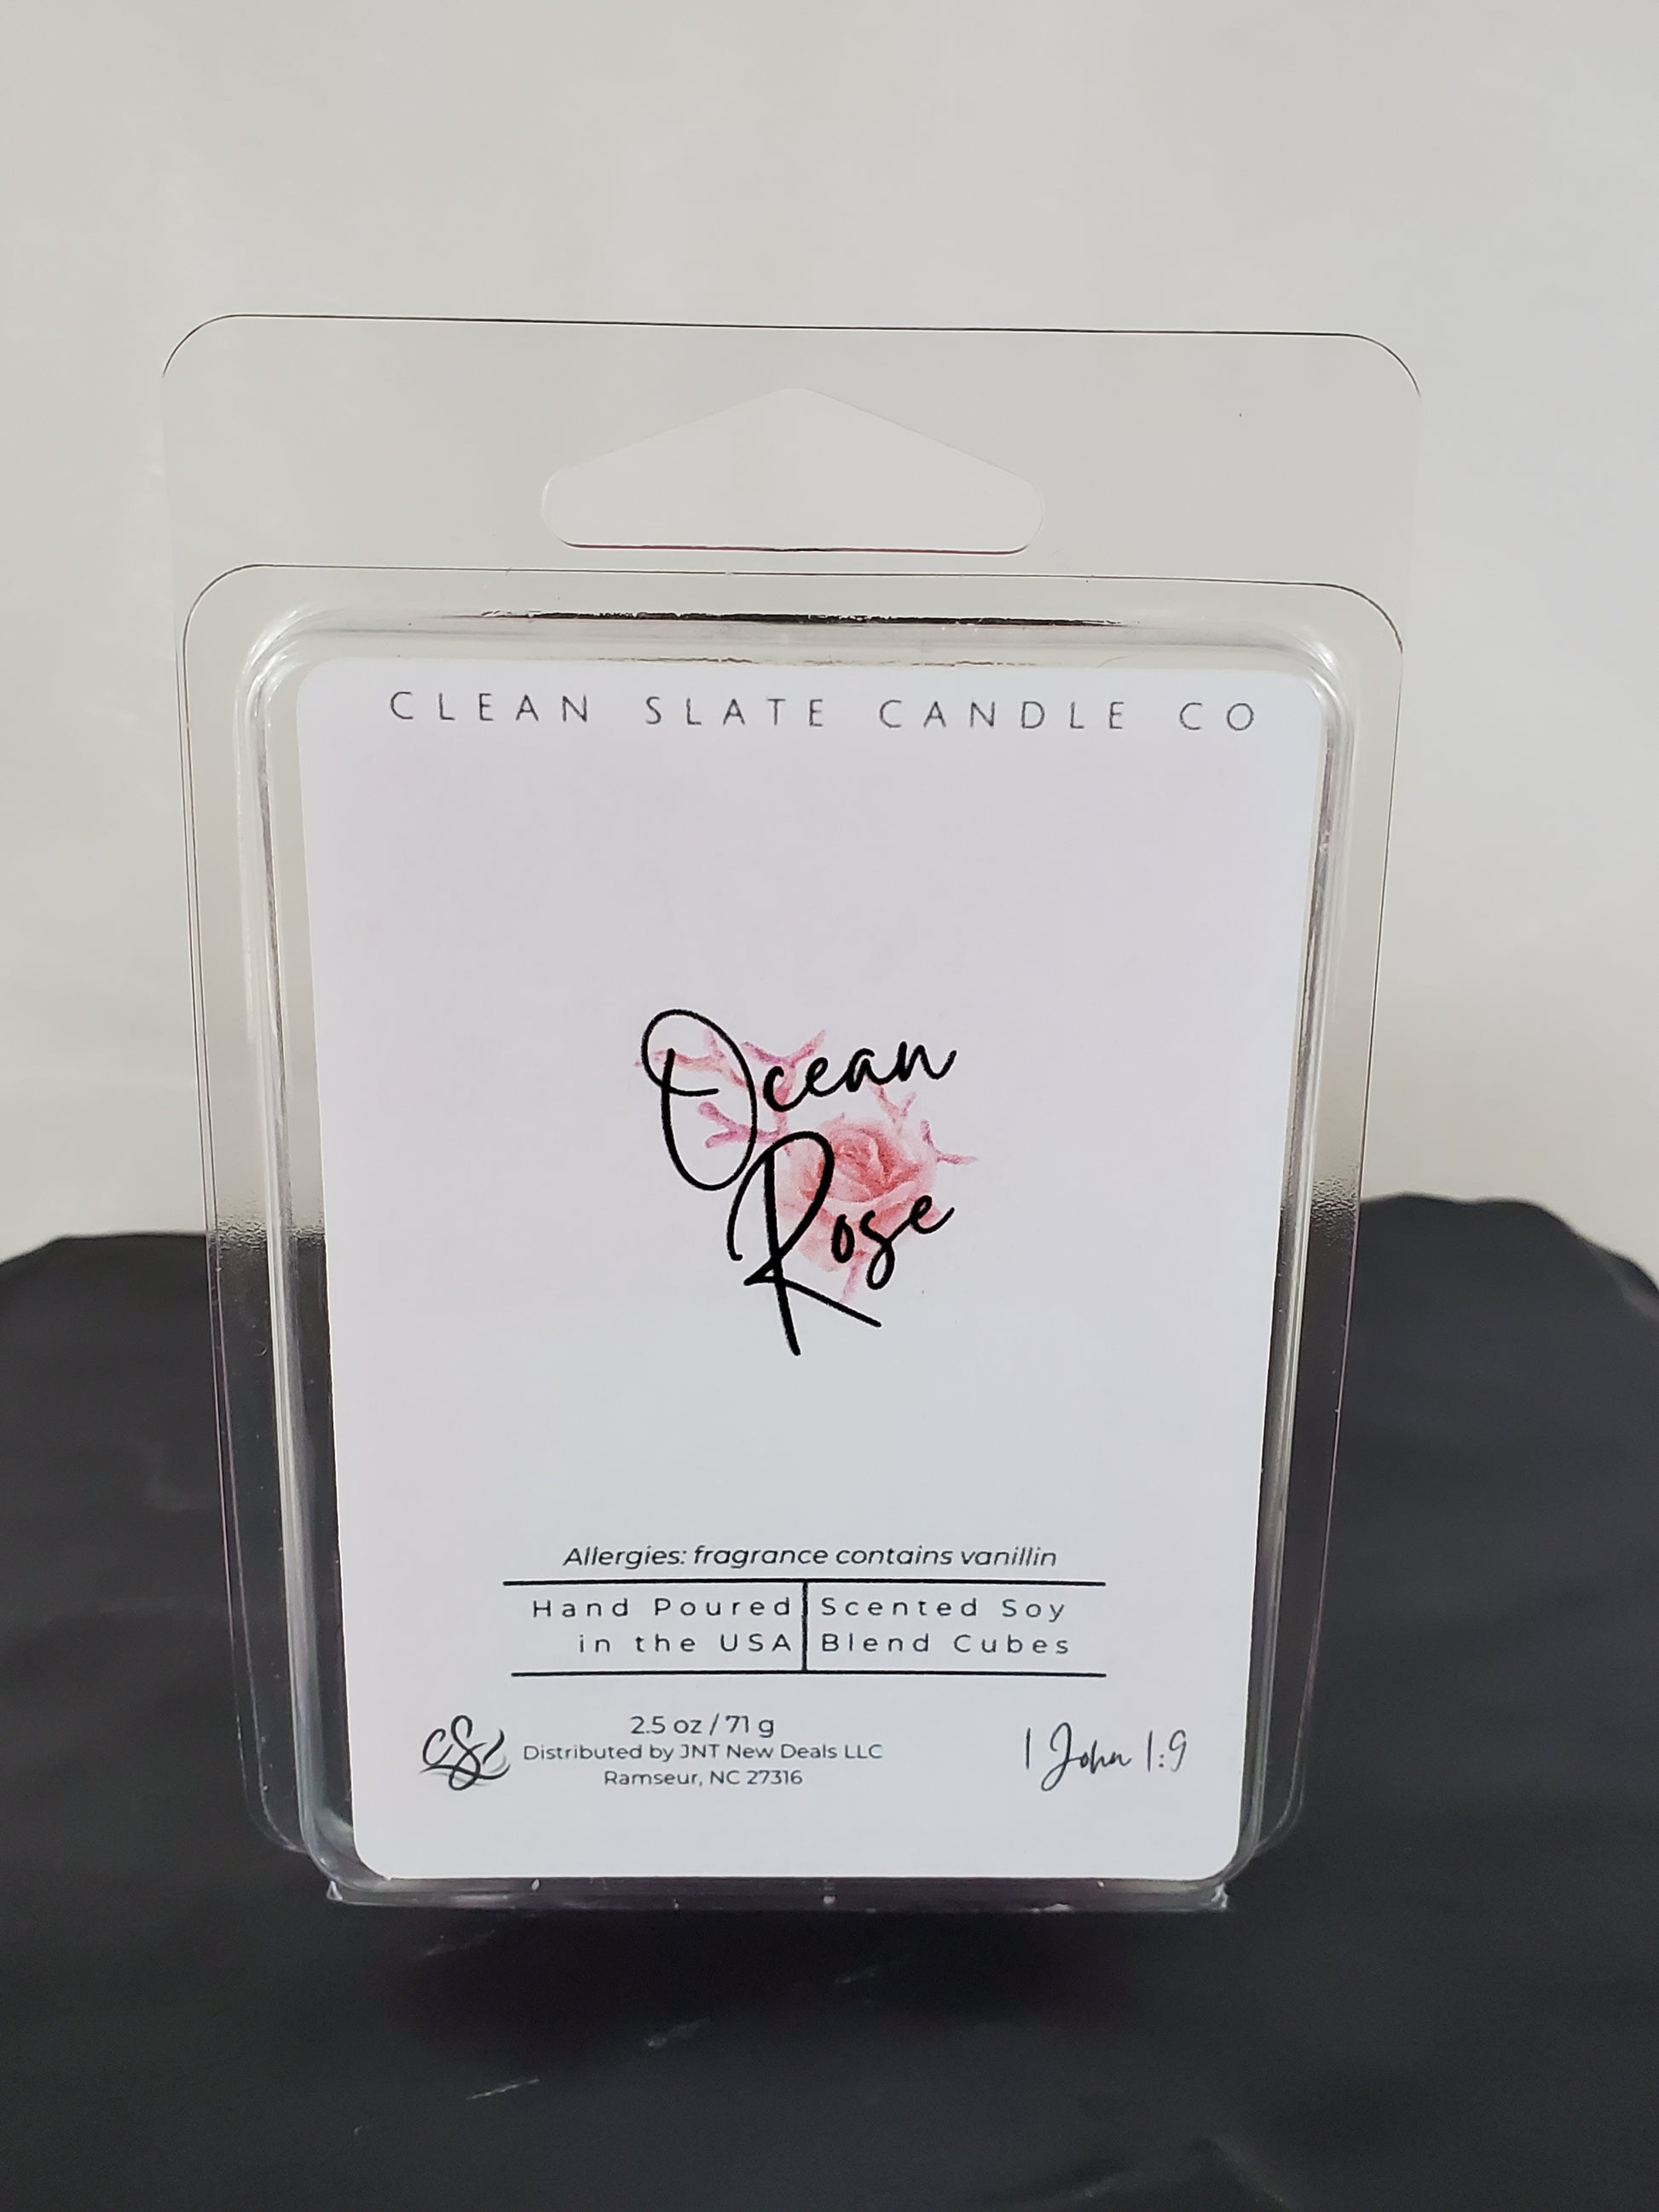 CLEAN SLATE CANDLE CO
Ocean
Rose
Allergies: fragrance contains vanillin
Hand Poured
in the USA
Scented Soy
Blend Cubes
2.5 oz / 71 g
Distributed by JNT New Deals LLC
Ramseur, NC 27316
1 John 1:9